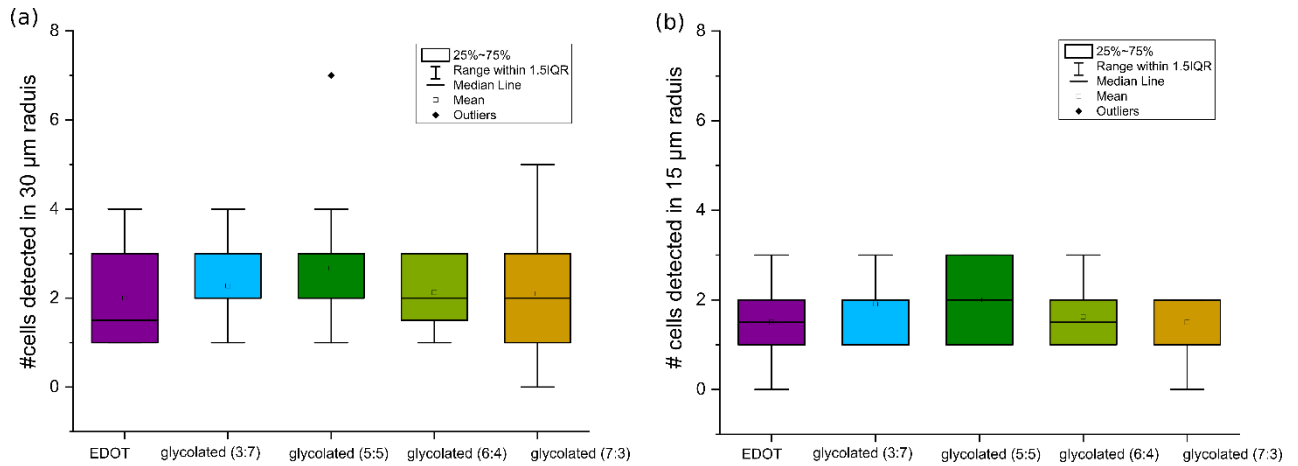 (a)
#cells detected in 30 µm raduis
8
6
4
2
0
25%~75%
Range within 1.5IQR
Median Line
Mean
Outliers
EDOT
glycolated (3:7)
glycolated (5:5)
glycolated (6:4)
glycolated (7:3)
(b)
# cells detected in 15 µm raduis
8
6
4
2
0
25%~75%
Range within 1.5IQR
Median Line
Mean
Outliers
EDOT
glycolated (3:7)
glycolated (5:5)
glycolated (6:4)
glycolated (7:3)